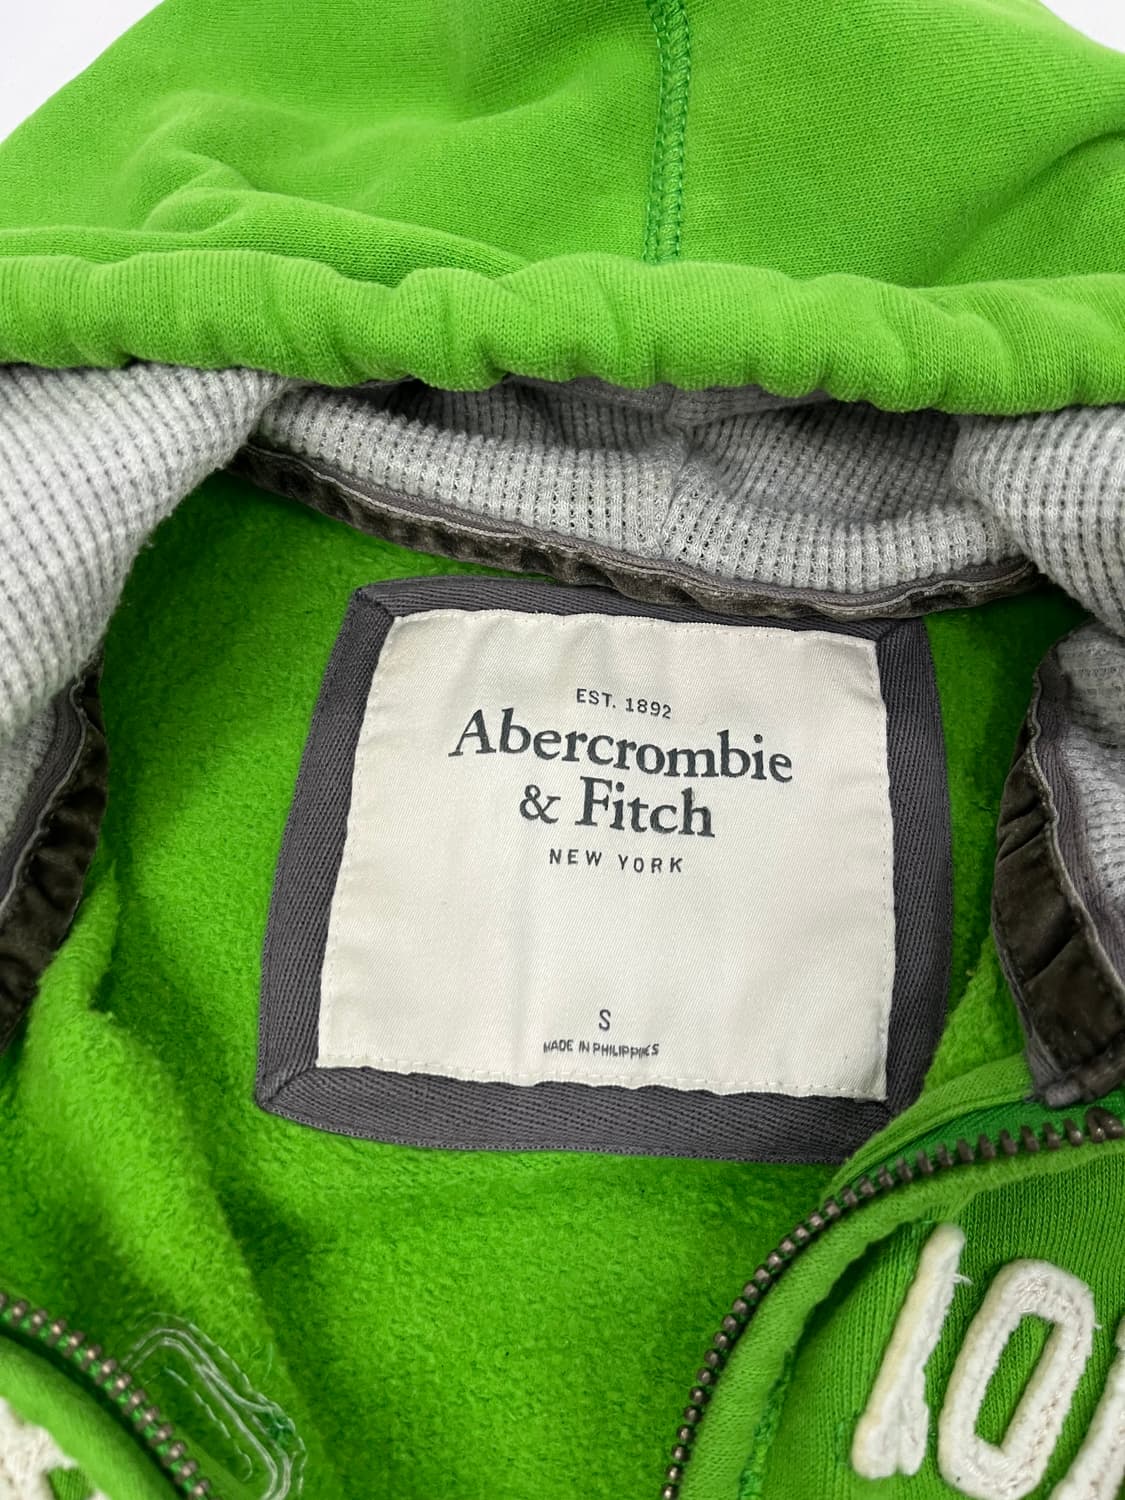 EST. 1892
Abercrombie
& Fitch
NEW YORK
S
MADE IN PHILIPPINES